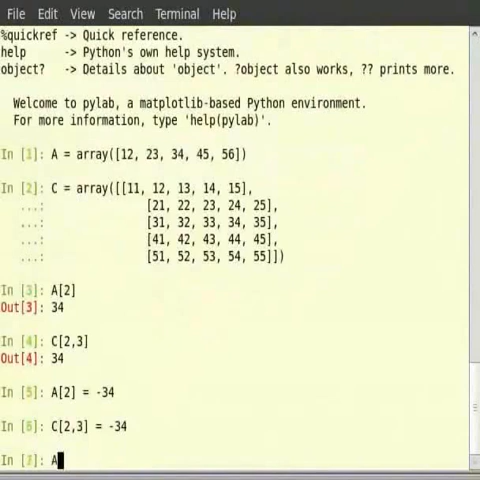 File Edit View Search Terminal Help
%quickref -> Quick reference.
help -> Python's own help system.
object? -> Details about 'object'. ?object also works, ?? prints more.
Welcome to pylab, a matplotlib-based Python environment.
For more information, type 'help(pylab)'.
In [1]: A = array([12, 23, 34, 45, 56])
In [2]: C = array([[11, 12, 13, 14, 15],
...: [21, 22, 23, 24, 25],
...: [31, 32, 33, 34, 35],
...: [41, 42, 43, 44, 45],
...: [51, 52, 53, 54, 55]])
In [3]: A[2]
Out[3]: 34
In [4]: C[2,3]
Out[4]: 34
In [5]: A[2] = -34
In [6]: C[2,3] = -34
In [7]: A